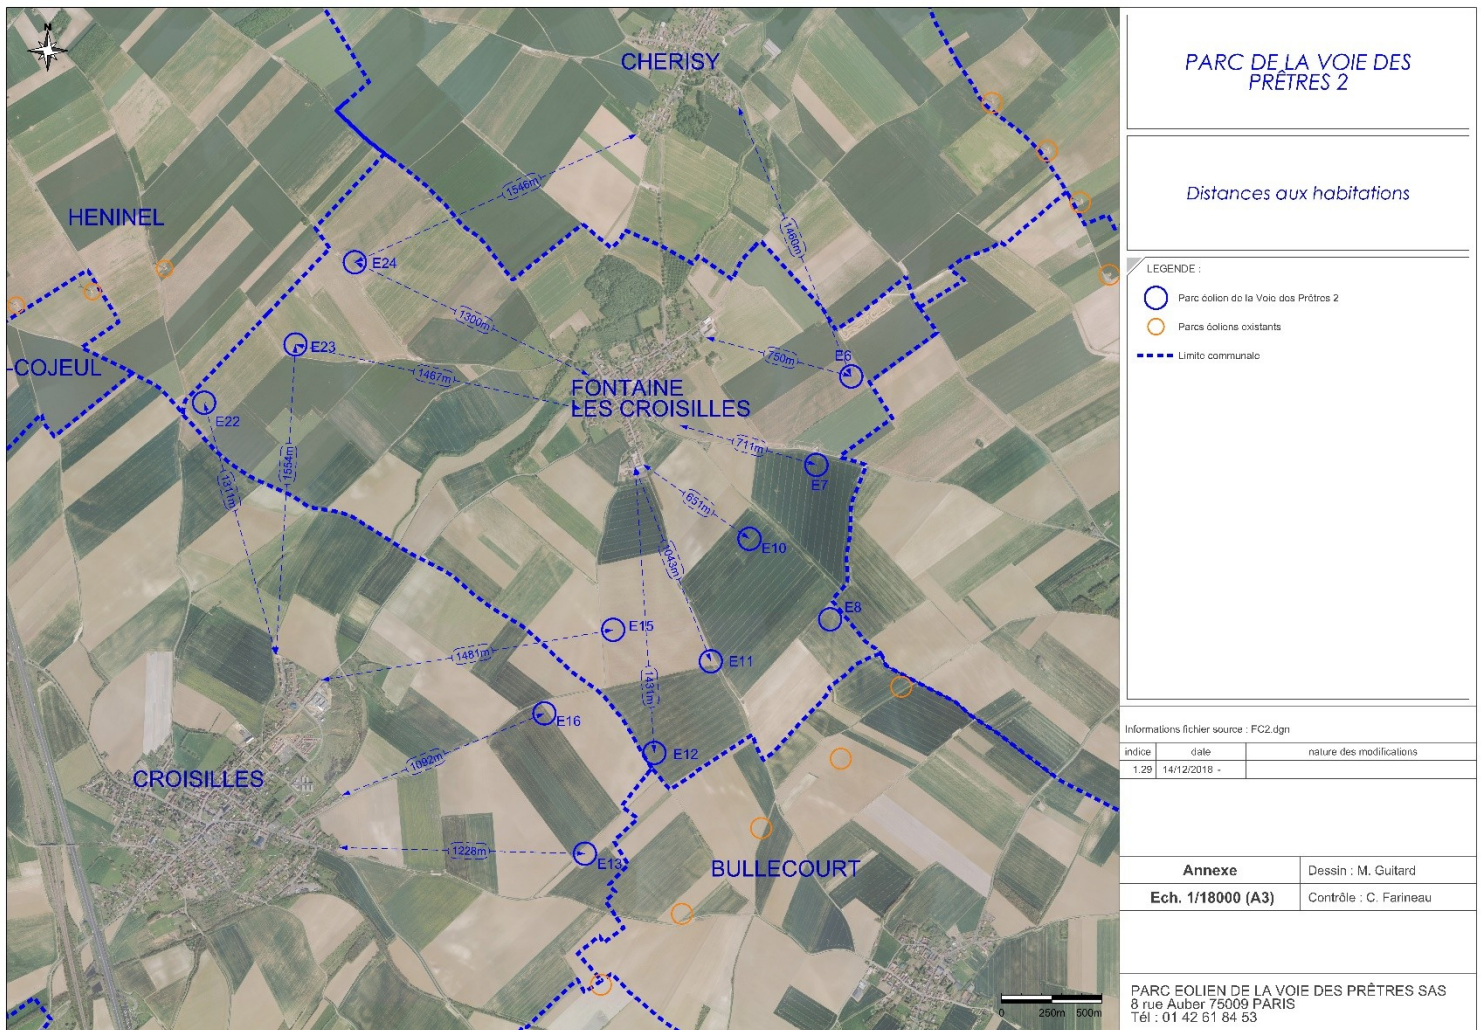 N
CHERISY
HENINEL
-COJEUL
1546m
1460m
E24
1300m
E23
1467m
E22
FONTAINE
LES CROISILLES
750m
E6
711m
E7
1311m
1554m
651m
E10
1043m
E8
E15
1481m
E11
1431m
E16
E12
1092m
CROISILLES
1228m
E13
BULLECOURT
0 250m 500m
PARC DE LA VOIE DES
PRÊTRES 2
Distances aux habitations
LEGENDE :
Parc éolien de la Voie des Prêtres 2
Parcs éoliens existants
Limite communale
Informations fichier source : FC2.dgn
indice date nature des modifications
1.29 14/12/2018 -
Annexe
Dessin : M. Guitard
Ech. 1/18000 (A3)
Contrôle : C. Farineau
PARC EOLIEN DE LA VOIE DES PRÊTRES SAS
8 rue Auber 75009 PARIS
Tél : 01 42 61 84 53